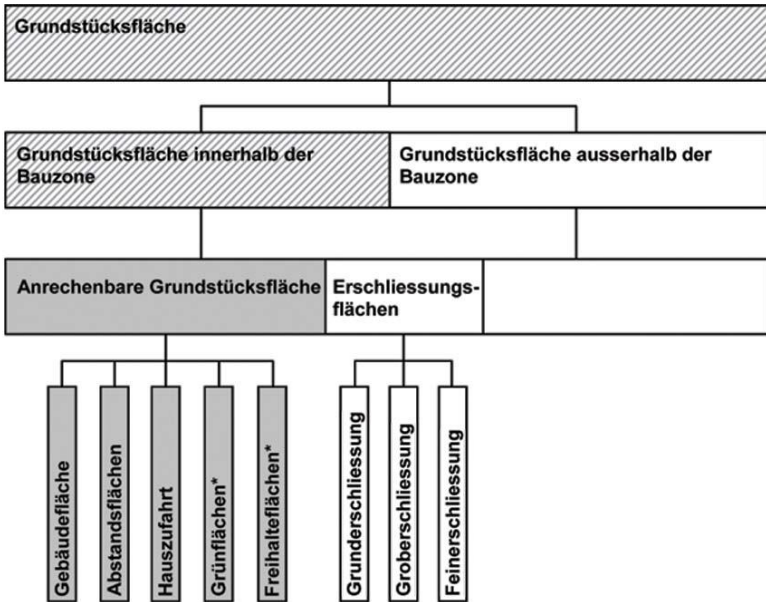 Grundstücksfläche
Grundstücksfläche innerhalb der
Bauzone
Grundstücksfläche ausserhalb der
Bauzone
Anrechenbare Grundstücksfläche
Erschliessungs-
flächen
Gebäudefläche
Abstandsflächen
Hauszufahrt
Grünflächen*
Freihalteflächen*
Grunderschliessung
Groberschliessung
Feinerschliessung